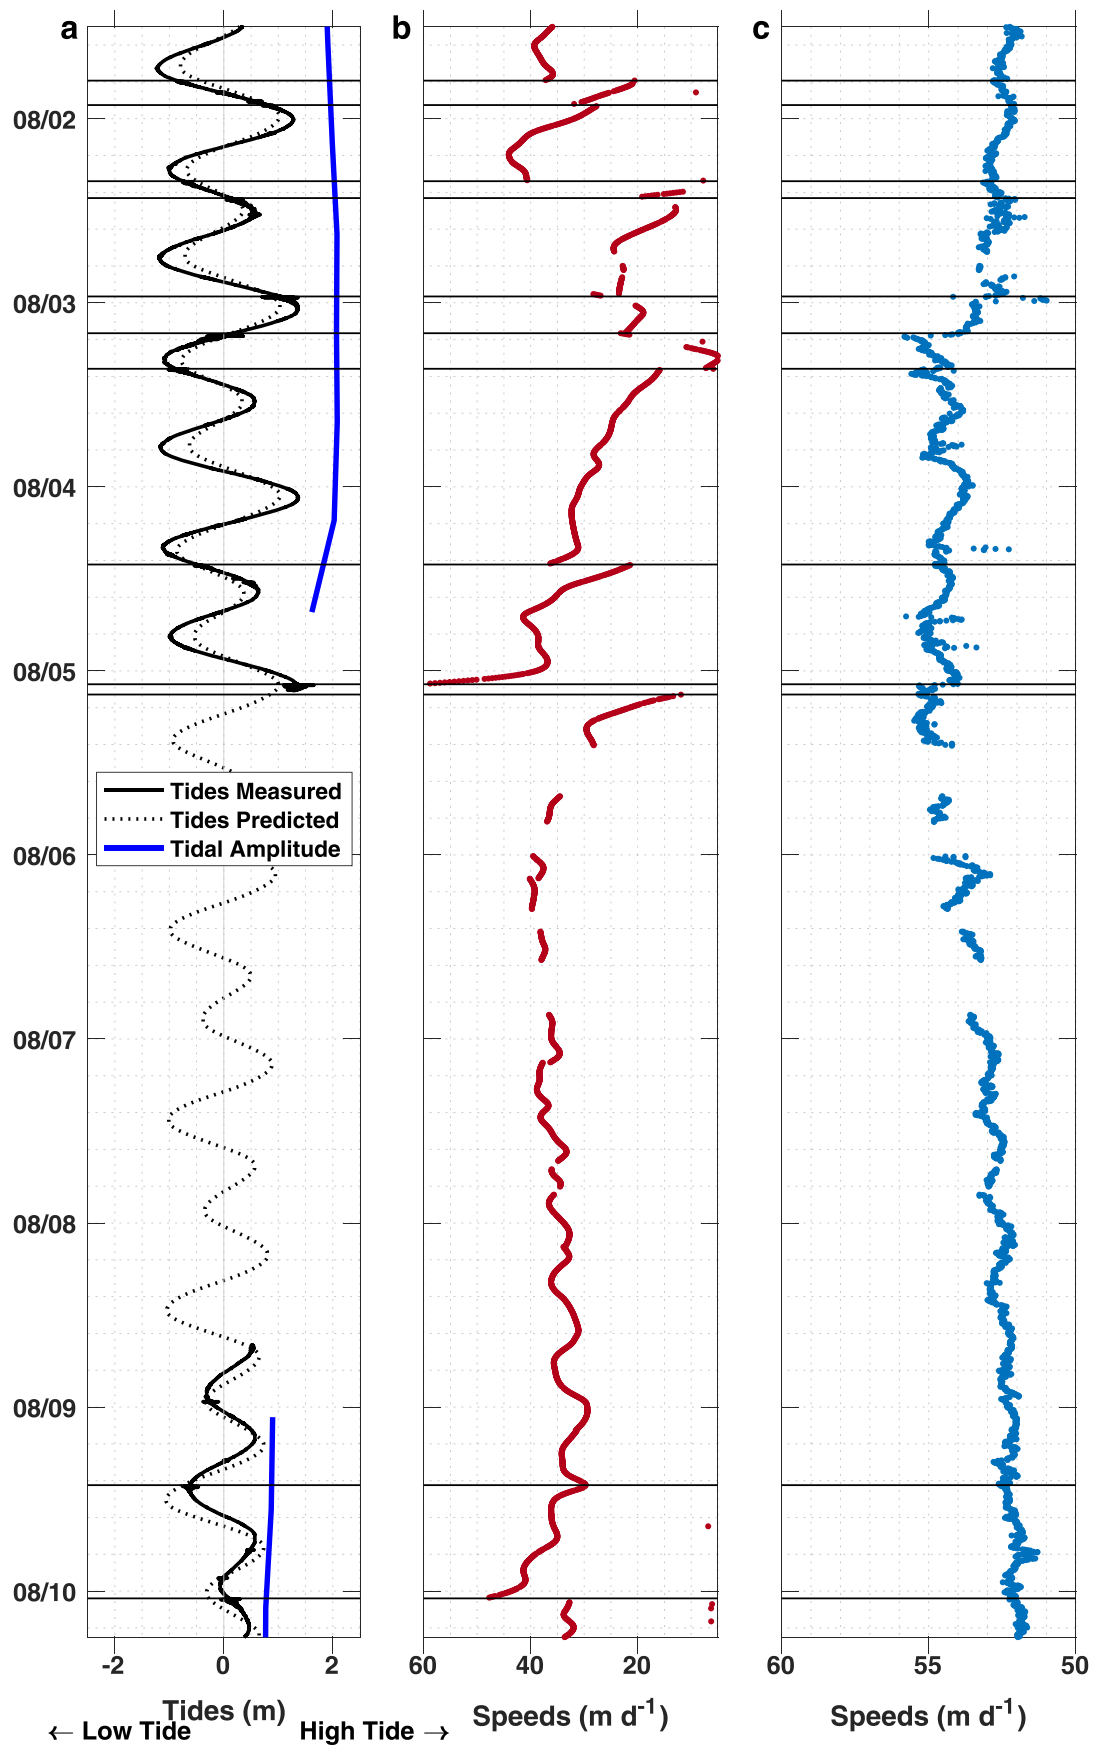 a
b
c
08/02
08/03
08/04
08/05
08/06
08/07
08/08
08/09
08/10
Tides Measured
Tides Predicted
Tidal Amplitude
-2 0 2
60 40 20
60 55 50
Tides (m)
Speeds (m d⁻¹)
Speeds (m d⁻¹)
← Low Tide High Tide →